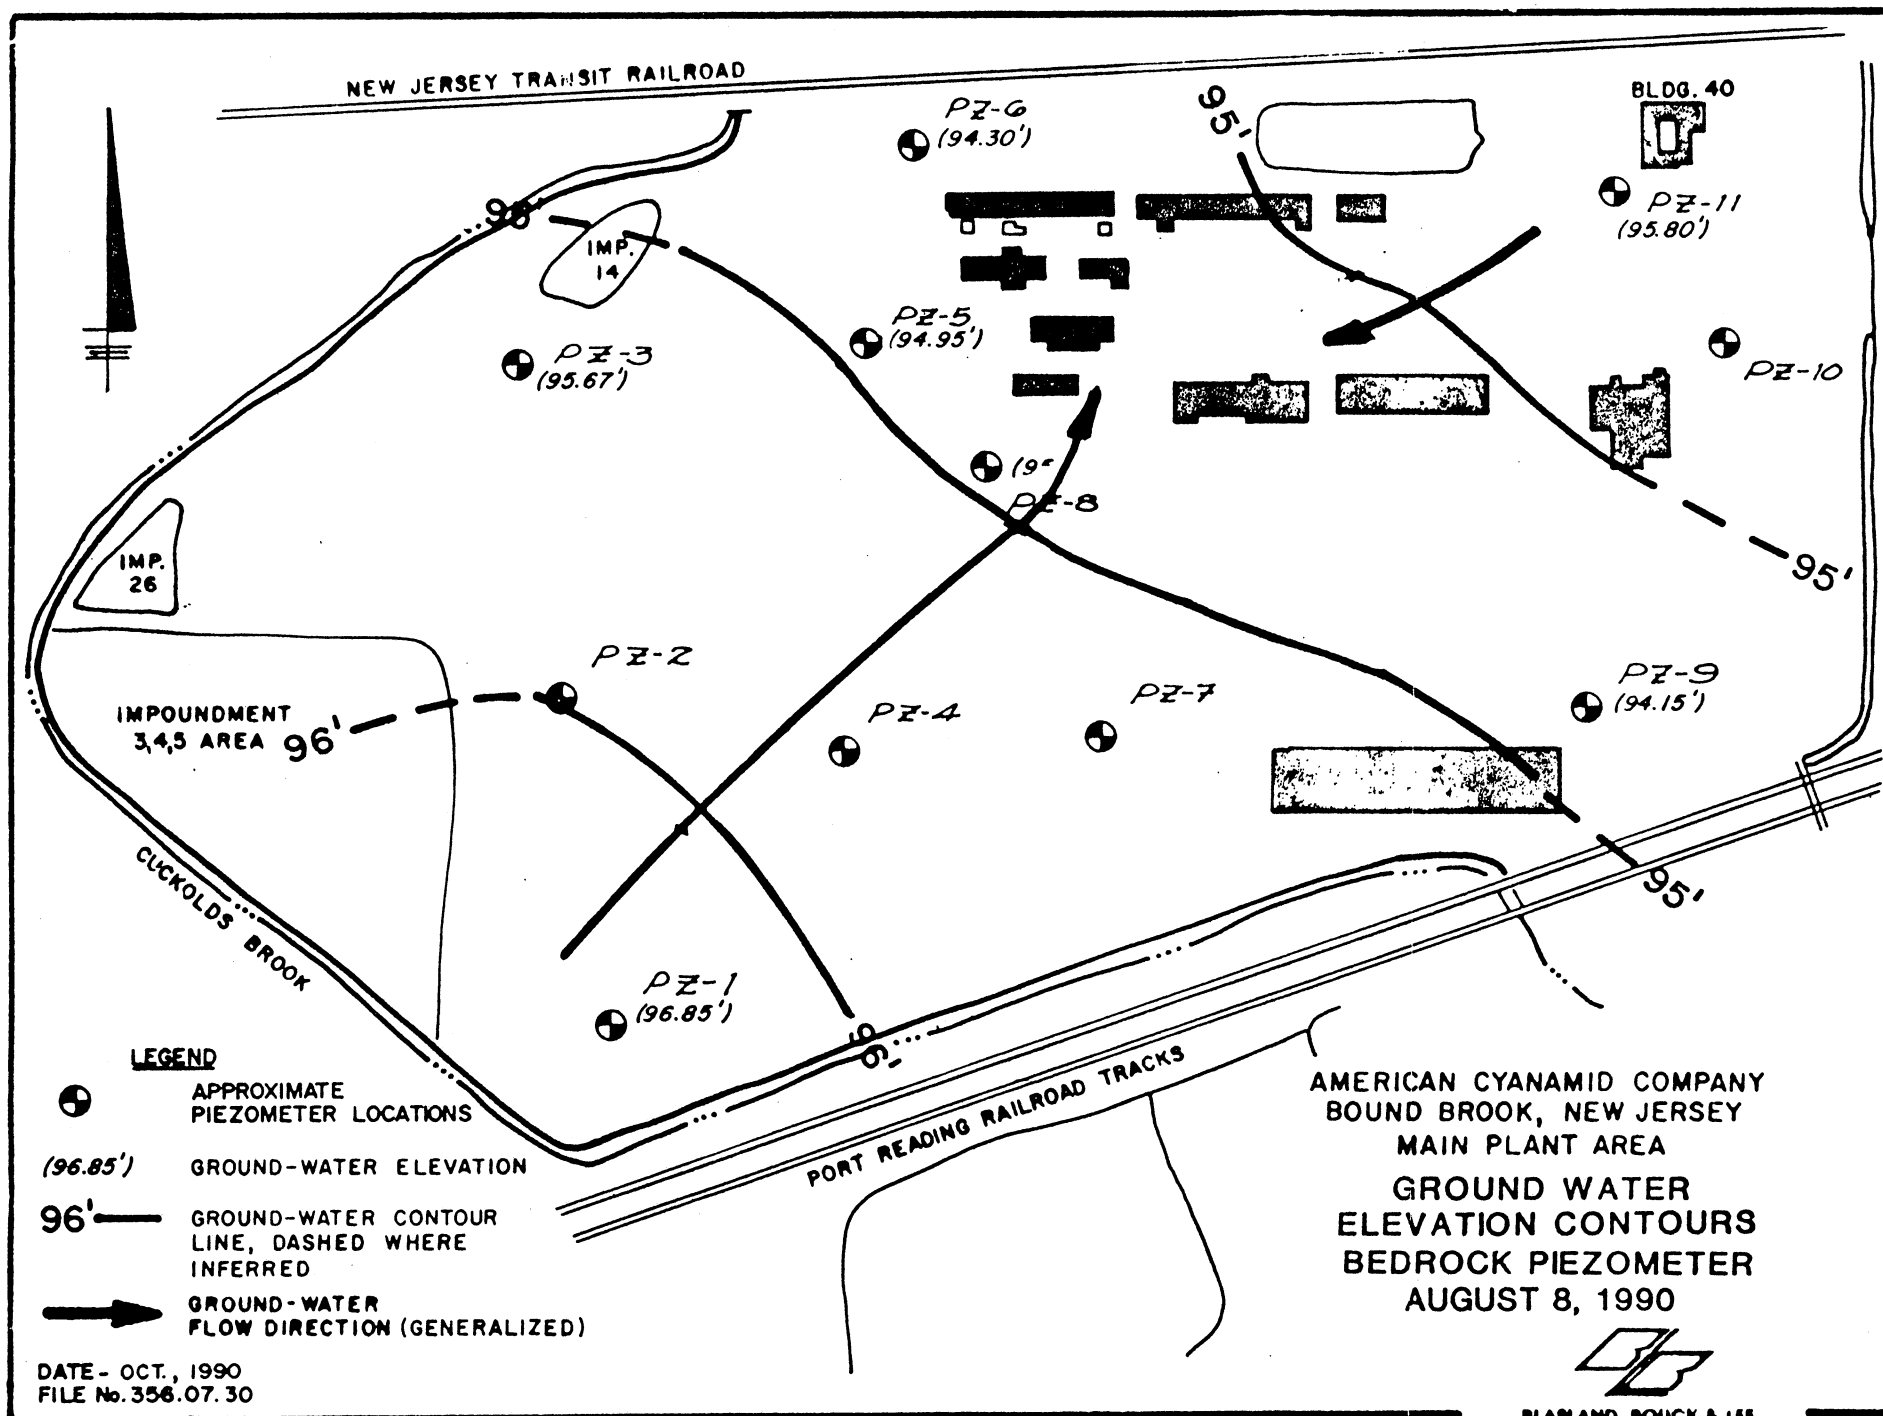 NEW JERSEY TRANSIT RAILROAD
BLDG. 40
PZ-6
(94.30')
95'
PZ-11
(95.80')
IMP.
14
PZ-5
(94.95')
PZ-3
(95.67')
PZ-10
PZ-8
IMP.
26
95'
PZ-2
PZ-9
(94.15')
PZ-7
PZ-4
IMPOUNDMENT
3,4,5 AREA
96'
CUCKOLDS BROOK
95'
PZ-1
(96.85')
96'
PORT READING RAILROAD TRACKS
LEGEND
APPROXIMATE
PIEZOMETER LOCATIONS
(96.85') GROUND-WATER ELEVATION
96' GROUND-WATER CONTOUR
LINE, DASHED WHERE
INFERRED
GROUND-WATER
FLOW DIRECTION (GENERALIZED)
DATE - OCT., 1990
FILE No. 356.07.30
AMERICAN CYANAMID COMPANY
BOUND BROOK, NEW JERSEY
MAIN PLANT AREA
GROUND WATER
ELEVATION CONTOURS
BEDROCK PIEZOMETER
AUGUST 8, 1990